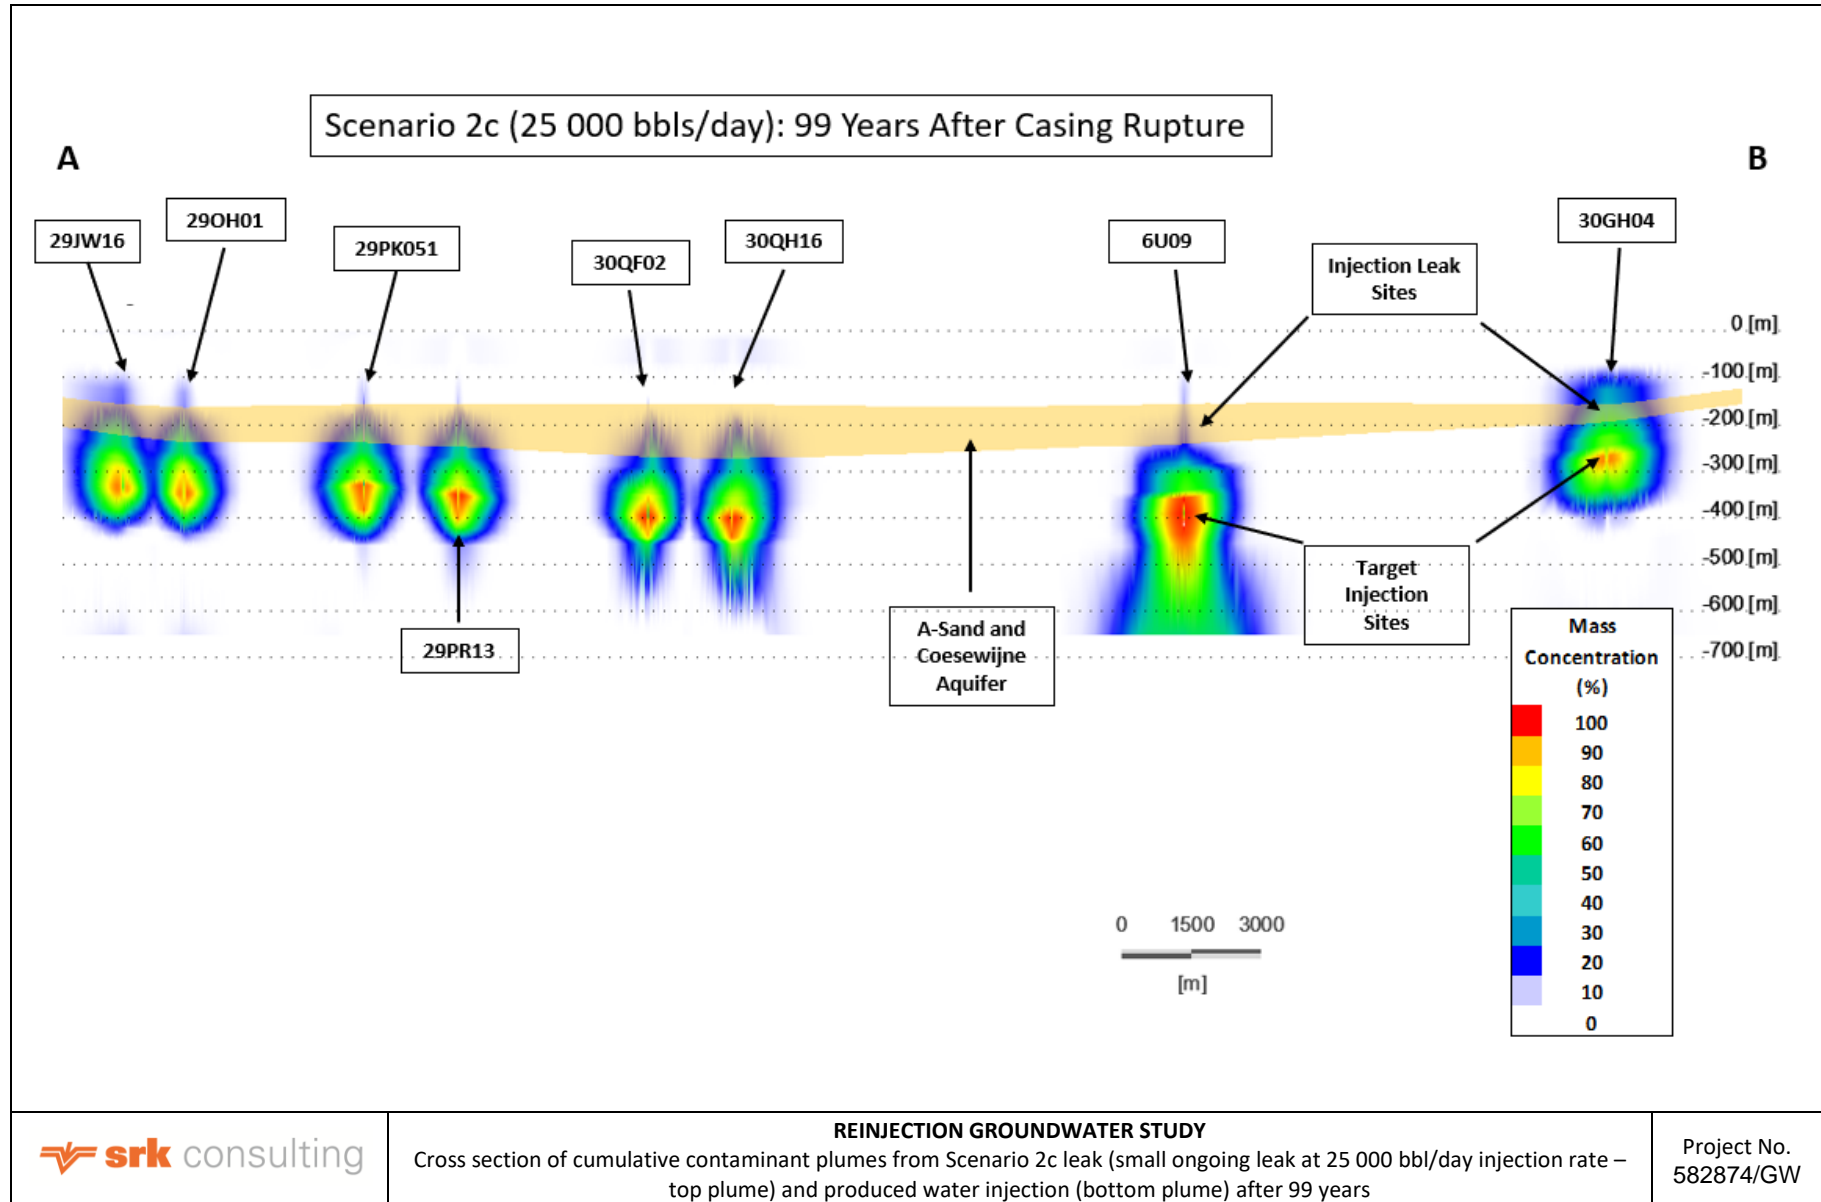 Scenario 2c (25 000 bbls/day): 99 Years After Casing Rupture
A
B
29JW16
29OH01
29PK051
30QF02
30QH16
6U09
Injection Leak
Sites
30GH04
0 [m]
-100 [m]
-200 [m]
-300 [m]
-400 [m]
-500 [m]
-600 [m]
-700 [m]
29PR13
A-Sand and
Coesewijne
Aquifer
Target
Injection
Sites
Mass
Concentration
(%)
100
90
80
70
60
50
40
30
20
10
0
0 1500 3000
[m]
srk consulting
REINJECTION GROUNDWATER STUDY
Cross section of cumulative contaminant plumes from Scenario 2c leak (small ongoing leak at 25 000 bbl/day injection rate –
top plume) and produced water injection (bottom plume) after 99 years
Project No.
582874/GW